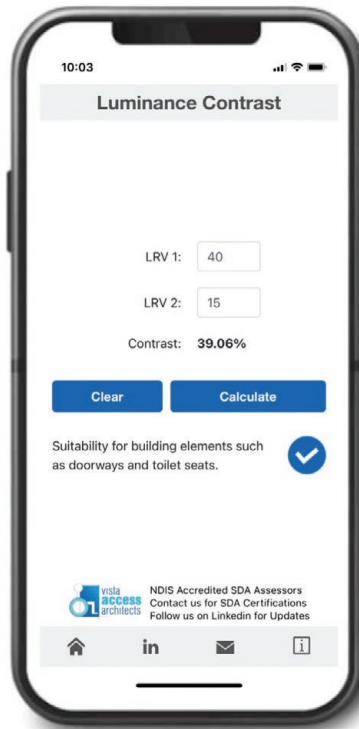 10:03
Luminance Contrast
LRV 1: 40
LRV 2: 15
Contrast: 39.06%
Clear Calculate
Suitability for building elements such
as doorways and toilet seats.
vista
access
architects
NDIS Accredited SDA Assessors
Contact us for SDA Certifications
Follow us on Linkedin for Updates
in
i